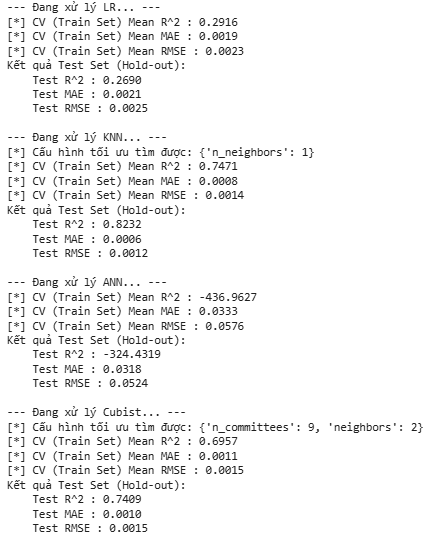 --- Đang xử lý LR... ---
[*] CV (Train Set) Mean R^2 : 0.2916
[*] CV (Train Set) Mean MAE : 0.0019
[*] CV (Train Set) Mean RMSE : 0.0023
Kết quả Test Set (Hold-out):
    Test R^2 : 0.2690
    Test MAE : 0.0021
    Test RMSE : 0.0025

--- Đang xử lý KNN... ---
[*] Cấu hình tối ưu tìm được: {'n_neighbors': 1}
[*] CV (Train Set) Mean R^2 : 0.7471
[*] CV (Train Set) Mean MAE : 0.0008
[*] CV (Train Set) Mean RMSE : 0.0014
Kết quả Test Set (Hold-out):
    Test R^2 : 0.8232
    Test MAE : 0.0006
    Test RMSE : 0.0012

--- Đang xử lý ANN... ---
[*] CV (Train Set) Mean R^2 : -436.9627
[*] CV (Train Set) Mean MAE : 0.0333
[*] CV (Train Set) Mean RMSE : 0.0576
Kết quả Test Set (Hold-out):
    Test R^2 : -324.4319
    Test MAE : 0.0318
    Test RMSE : 0.0524

--- Đang xử lý Cubist... ---
[*] Cấu hình tối ưu tìm được: {'n_committees': 9, 'neighbors': 2}
[*] CV (Train Set) Mean R^2 : 0.6957
[*] CV (Train Set) Mean MAE : 0.0011
[*] CV (Train Set) Mean RMSE : 0.0015
Kết quả Test Set (Hold-out):
    Test R^2 : 0.7409
    Test MAE : 0.0010
    Test RMSE : 0.0015